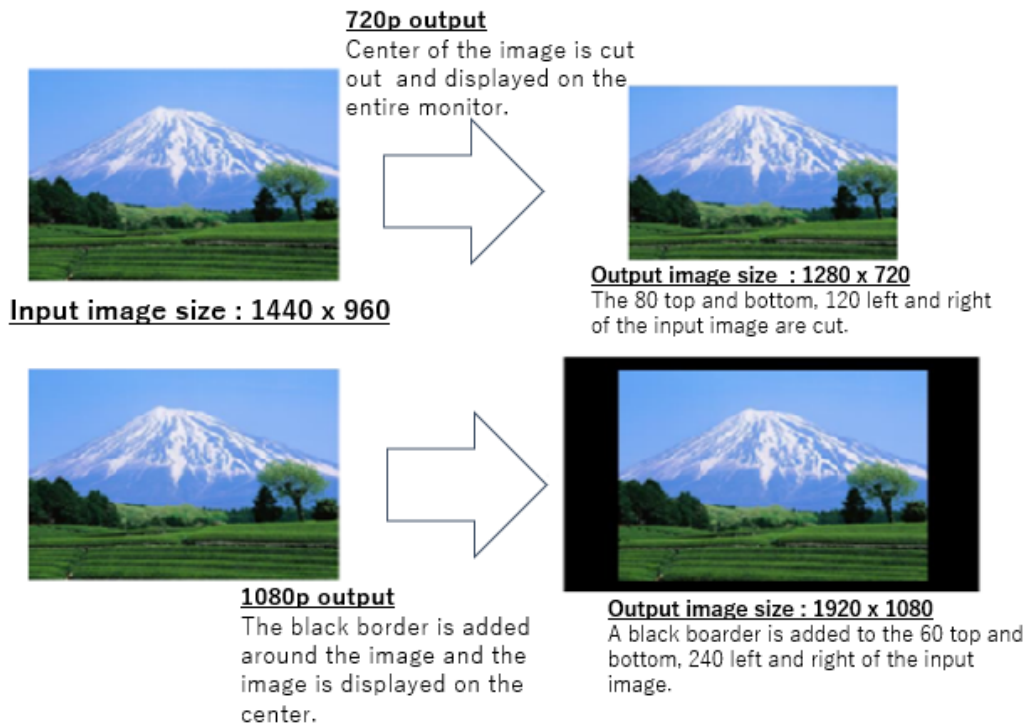 720p output
Center of the image is cut
out  and displayed on the
entire monitor.
Input image size : 1440 x 960
Output image size  : 1280 x 720
The 80 top and bottom, 120 left and right
of the input image are cut.
1080p output
The black border is added
around the image and the
image is displayed on the
center.
Output image size : 1920 x 1080
A black boarder is added to the 60 top and
bottom, 240 left and right of the input
image.